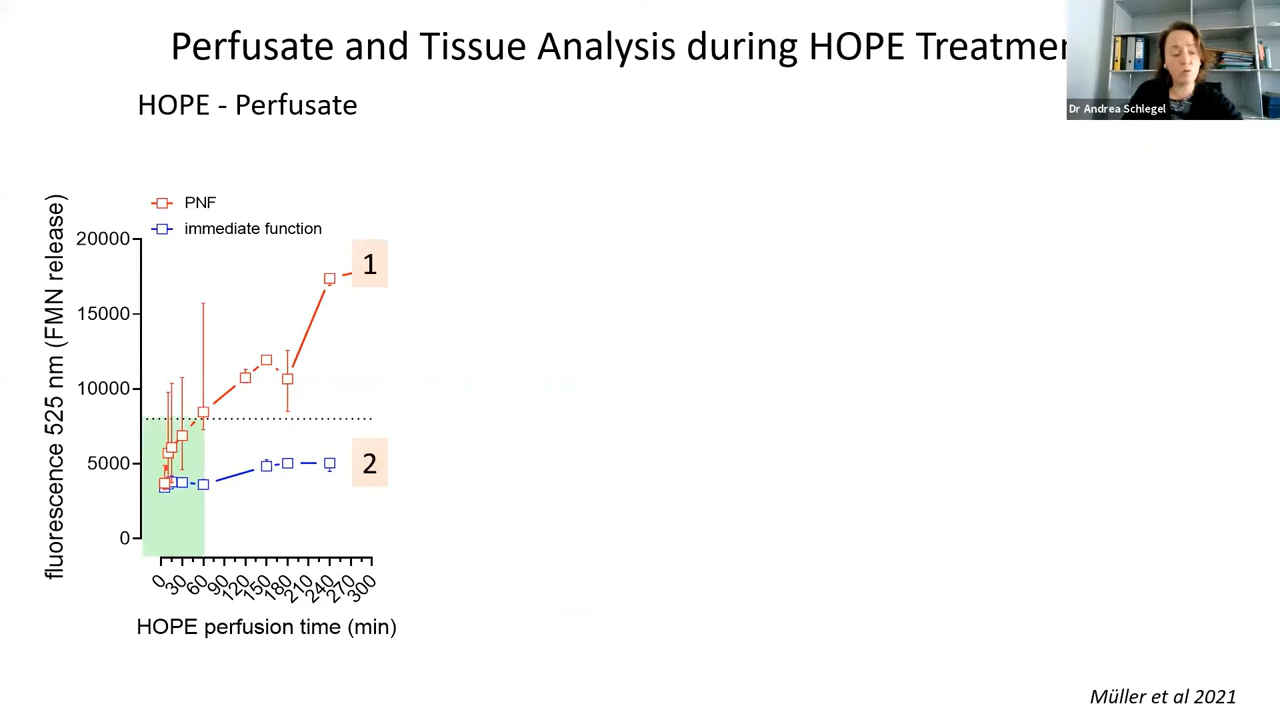 Perfusate and Tissue Analysis during HOPE Treatmen
Dr Andrea Schlegel
HOPE - Perfusate
PNF
immediate function
fluorescence 525 nm (FMN release)
20000
15000
10000
5000
0
1
2
0 30 60 90 120 150 180 210 240 270 300
HOPE perfusion time (min)
Müller et al 2021